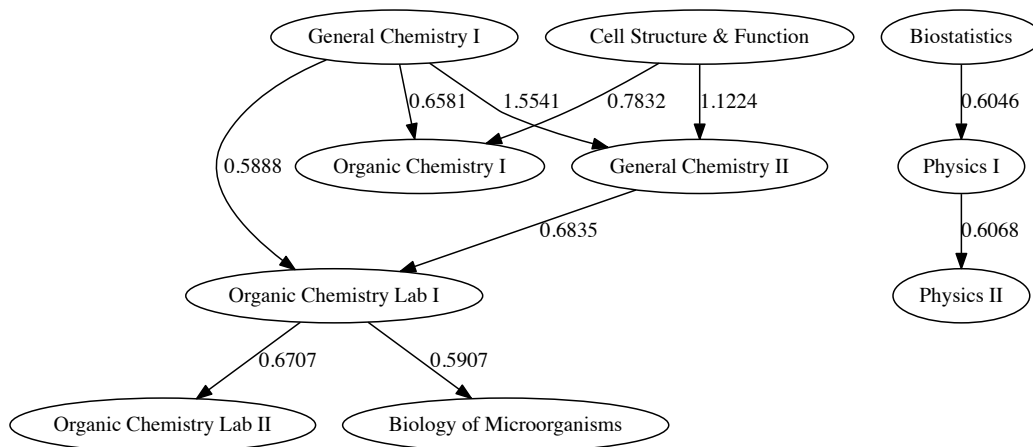 General Chemistry I
Cell Structure & Function
Biostatistics
0.6581
1.5541
0.7832
1.1224
0.6046
0.5888
Organic Chemistry I
General Chemistry II
Physics I
0.6835
0.6068
Organic Chemistry Lab I
Physics II
0.6707
0.5907
Organic Chemistry Lab II
Biology of Microorganisms